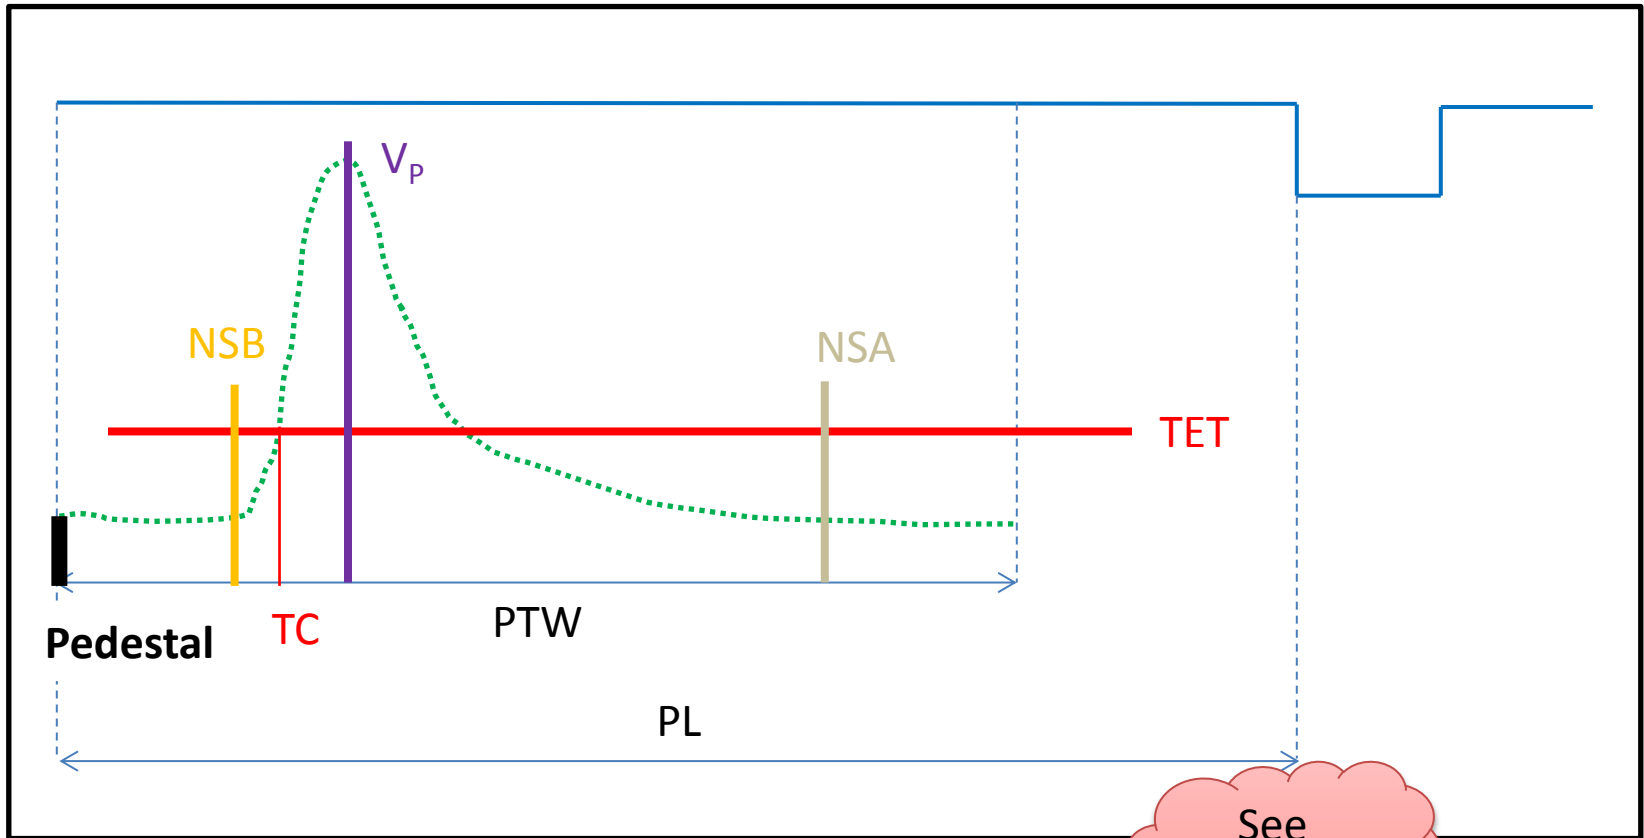 V_P
NSB
NSA
TET
TC
PTW
Pedestal
PL
See